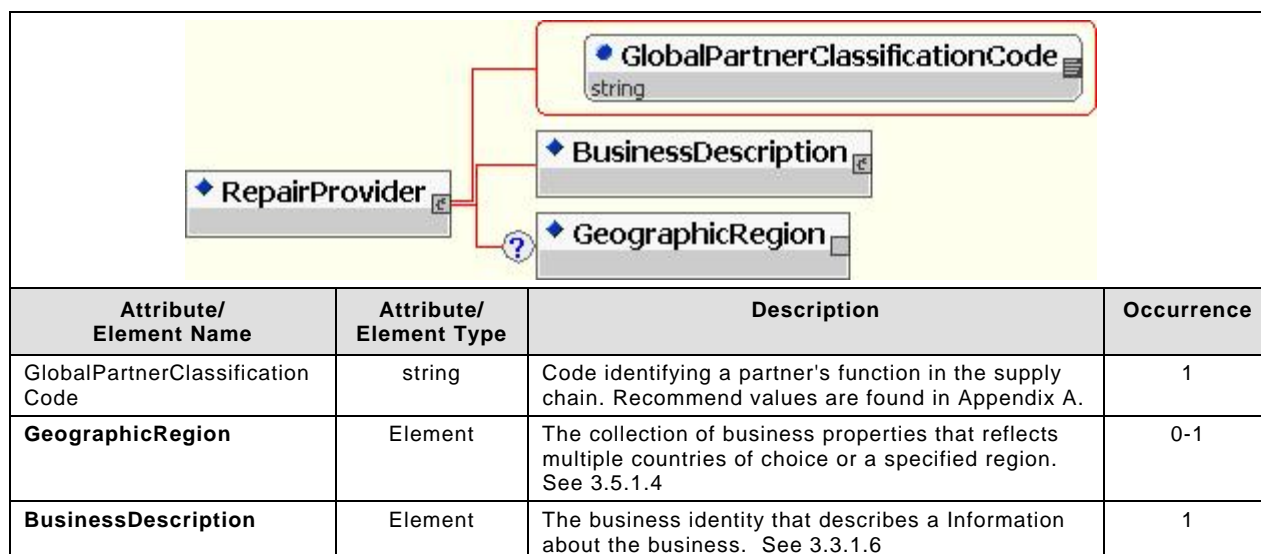 GlobalPartnerClassificationCode
string
BusinessDescription
RepairProvider
GeographicRegion
?
Attribute/ Attribute/ Description Occurrence
Element Name Element Type
GlobalPartnerClassification string Code identifying a partner's function in the supply 1
Code chain. Recommend values are found in Appendix A.
GeographicRegion Element The collection of business properties that reflects 0-1
multiple countries of choice or a specified region.
See 3.5.1.4
BusinessDescription Element The business identity that describes a Information 1
about the business. See 3.3.1.6